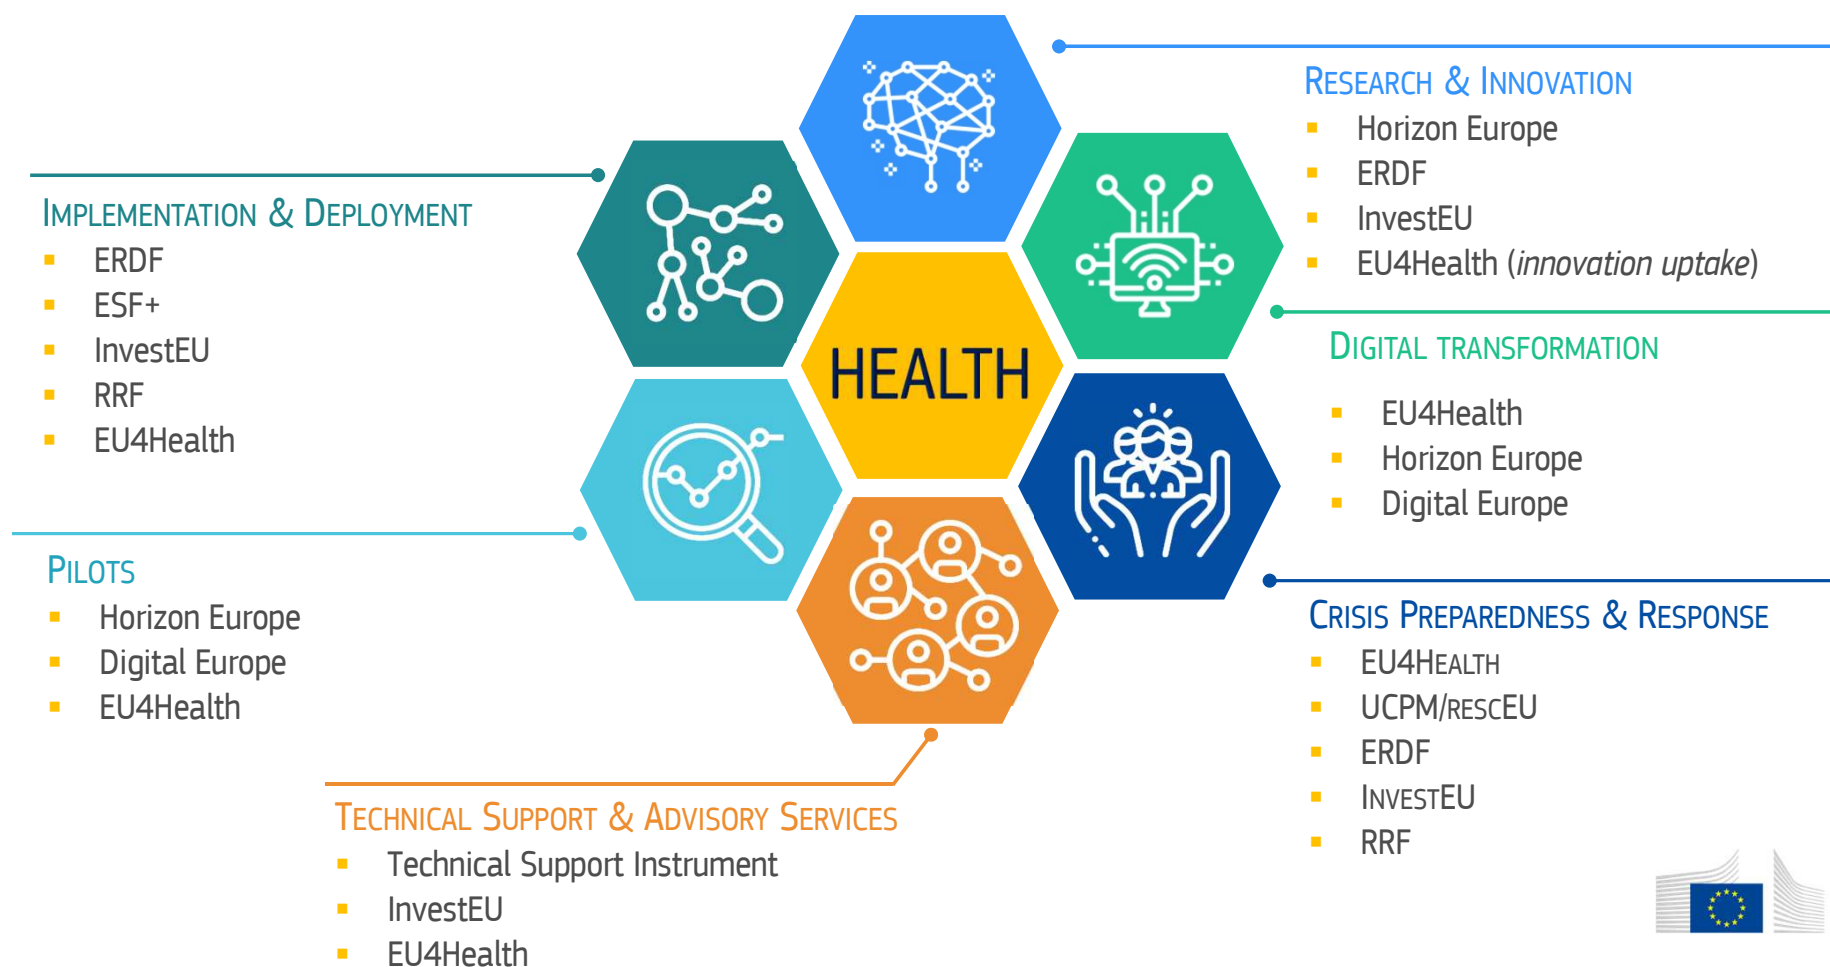 RESEARCH & INNOVATION
Horizon Europe
ERDF
InvestEU
EU4Health (innovation uptake)
IMPLEMENTATION & DEPLOYMENT
ERDF
ESF+
InvestEU
RRF
EU4Health
HEALTH
DIGITAL TRANSFORMATION
EU4Health
Horizon Europe
Digital Europe
PILOTS
Horizon Europe
Digital Europe
EU4Health
CRISIS PREPAREDNESS & RESPONSE
EU4HEALTH
UCPM/RESCEU
ERDF
INVESTEU
RRF
TECHNICAL SUPPORT & ADVISORY SERVICES
Technical Support Instrument
InvestEU
EU4Health